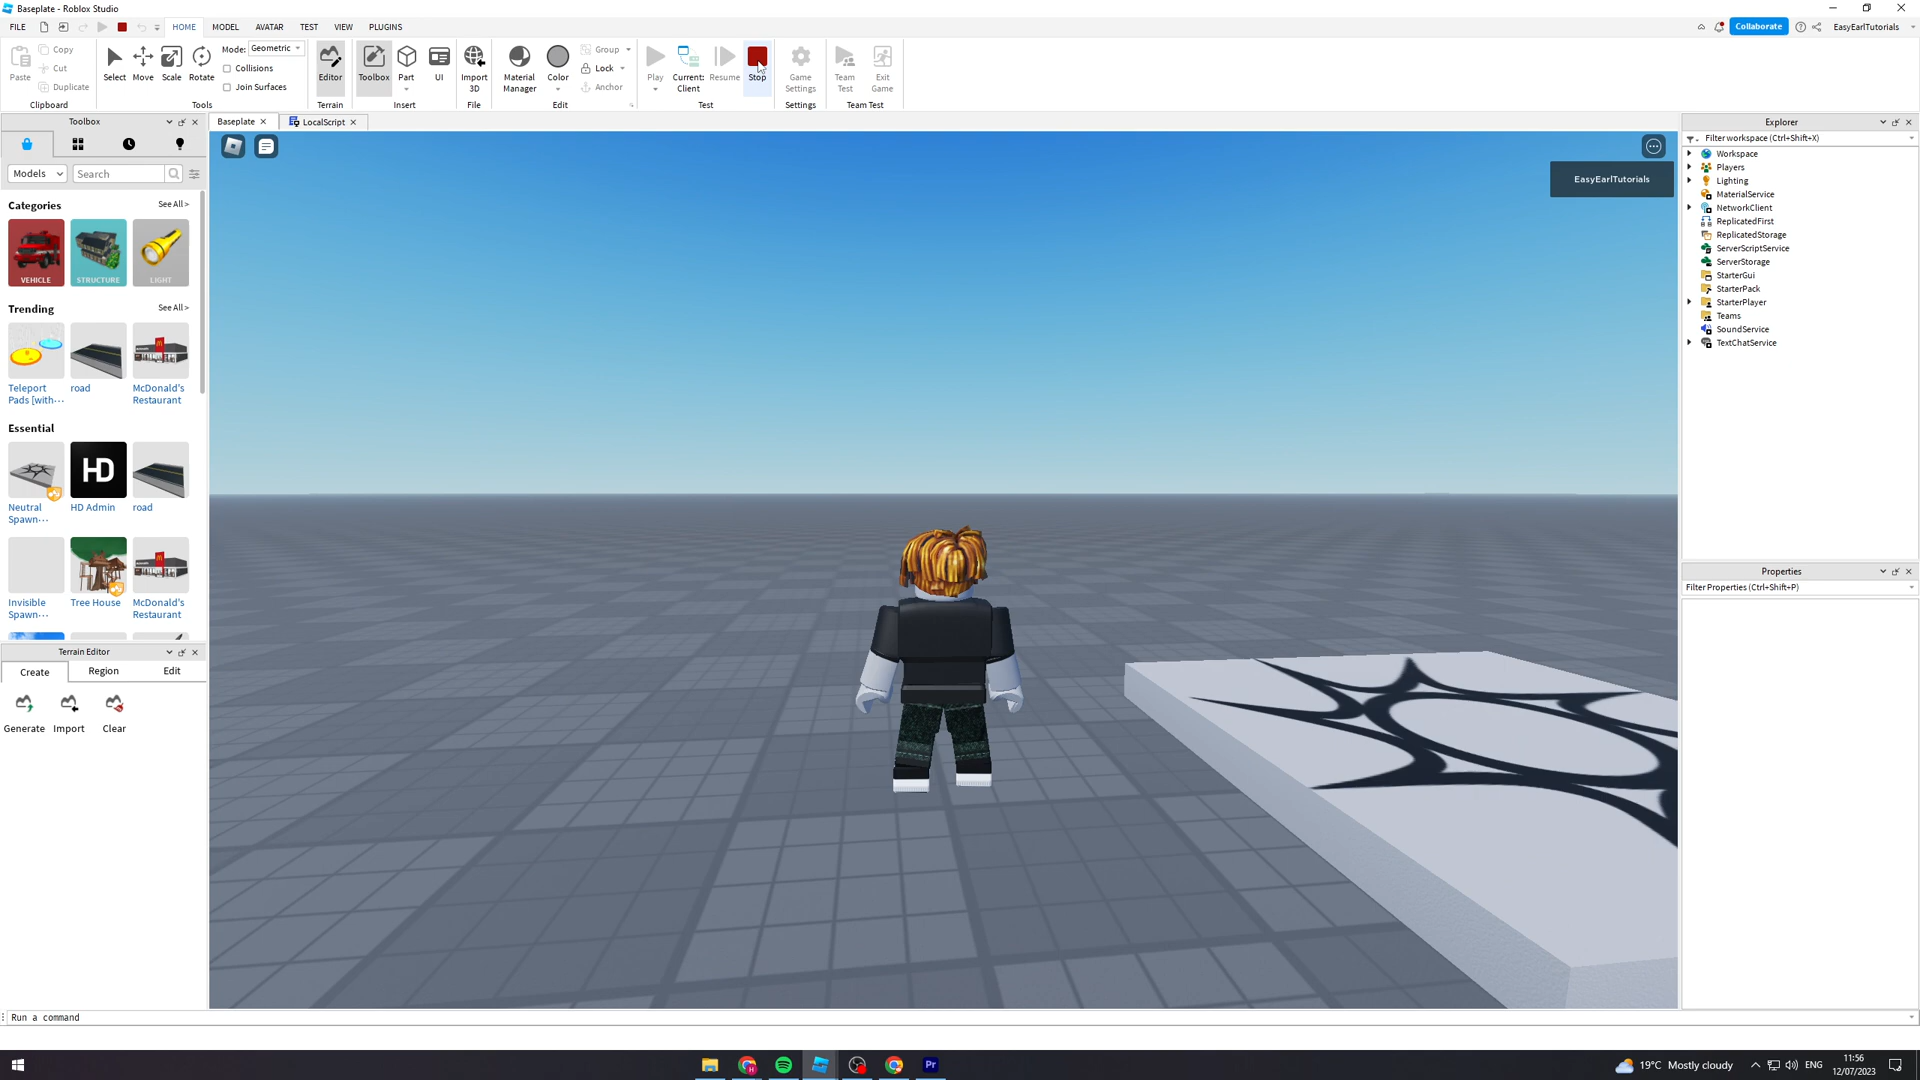 Baseplate - Roblox Studio
FILE HOME MODEL AVATAR TEST VIEW PLUGINS
Collaborate EasyEarlTutorials
Paste Copy Cut Duplicate
Clipboard
Select Move Scale Rotate
Mode: Geometric
Collisions
Join Surfaces
Tools
Editor
Terrain
Toolbox Part UI
Insert
Import 3D
File
Material Manager Color
Group
Lock
Anchor
Edit
Play Current: Client Resume Stop
Test
Game Settings
Settings
Team Test Exit Game
Team Test
Toolbox
Baseplate LocalScript
Models Search
Categories See All >
VEHICLE STRUCTURE LIGHT
Trending See All >
Teleport Pads [with··· road McDonald's Restaurant
Essential
HD
Neutral Spawn··· HD Admin road
Invisible Spawn··· Tree House McDonald's Restaurant
Terrain Editor
Create Region Edit
Generate Import Clear
EasyEarlTutorials
Explorer
Filter workspace (Ctrl+Shift+X)
Workspace
Players
Lighting
MaterialService
NetworkClient
ReplicatedFirst
ReplicatedStorage
ServerScriptService
ServerStorage
StarterGui
StarterPack
StarterPlayer
Teams
SoundService
TextChatService
Properties
Filter Properties (Ctrl+Shift+P)
Run a command
Pr
19°C Mostly cloudy ENG
11:56
12/07/2023